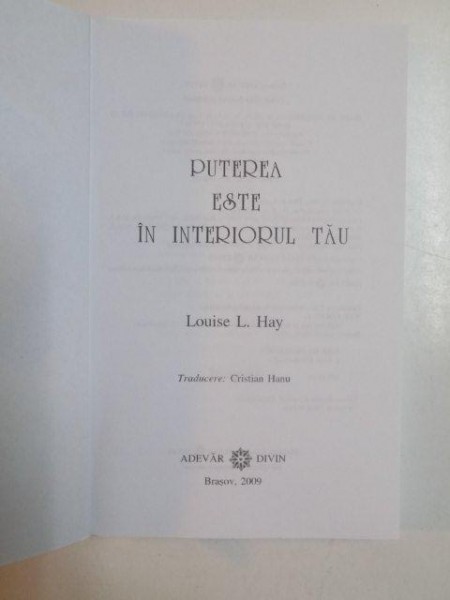 PUTEREA
ESTE
ÎN INTERIORUL TĂU
Louise L. Hay
Traducere: Cristian Hanu
ADEVĂR DIVIN
Brașov, 2009